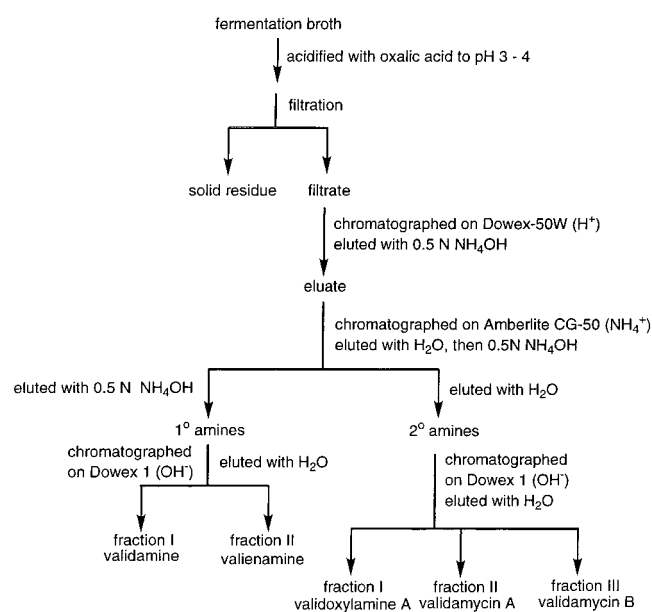 fermentation broth
acidified with oxalic acid to pH 3 - 4
filtration
solid residue
filtrate
chromatographed on Dowex-50W (H⁺)
eluted with 0.5 N NH₄OH
eluate
chromatographed on Amberlite CG-50 (NH₄⁺)
eluted with H₂O, then 0.5N NH₄OH
eluted with 0.5 N NH₄OH
eluted with H₂O
1° amines
2° amines
chromatographed
on Dowex 1 (OH⁻)
eluted with H₂O
chromatographed
on Dowex 1 (OH⁻)
eluted with H₂O
fraction I
validamine
fraction II
valienamine
fraction I
validoxylamine A
fraction II
validamycin A
fraction III
validamycin B